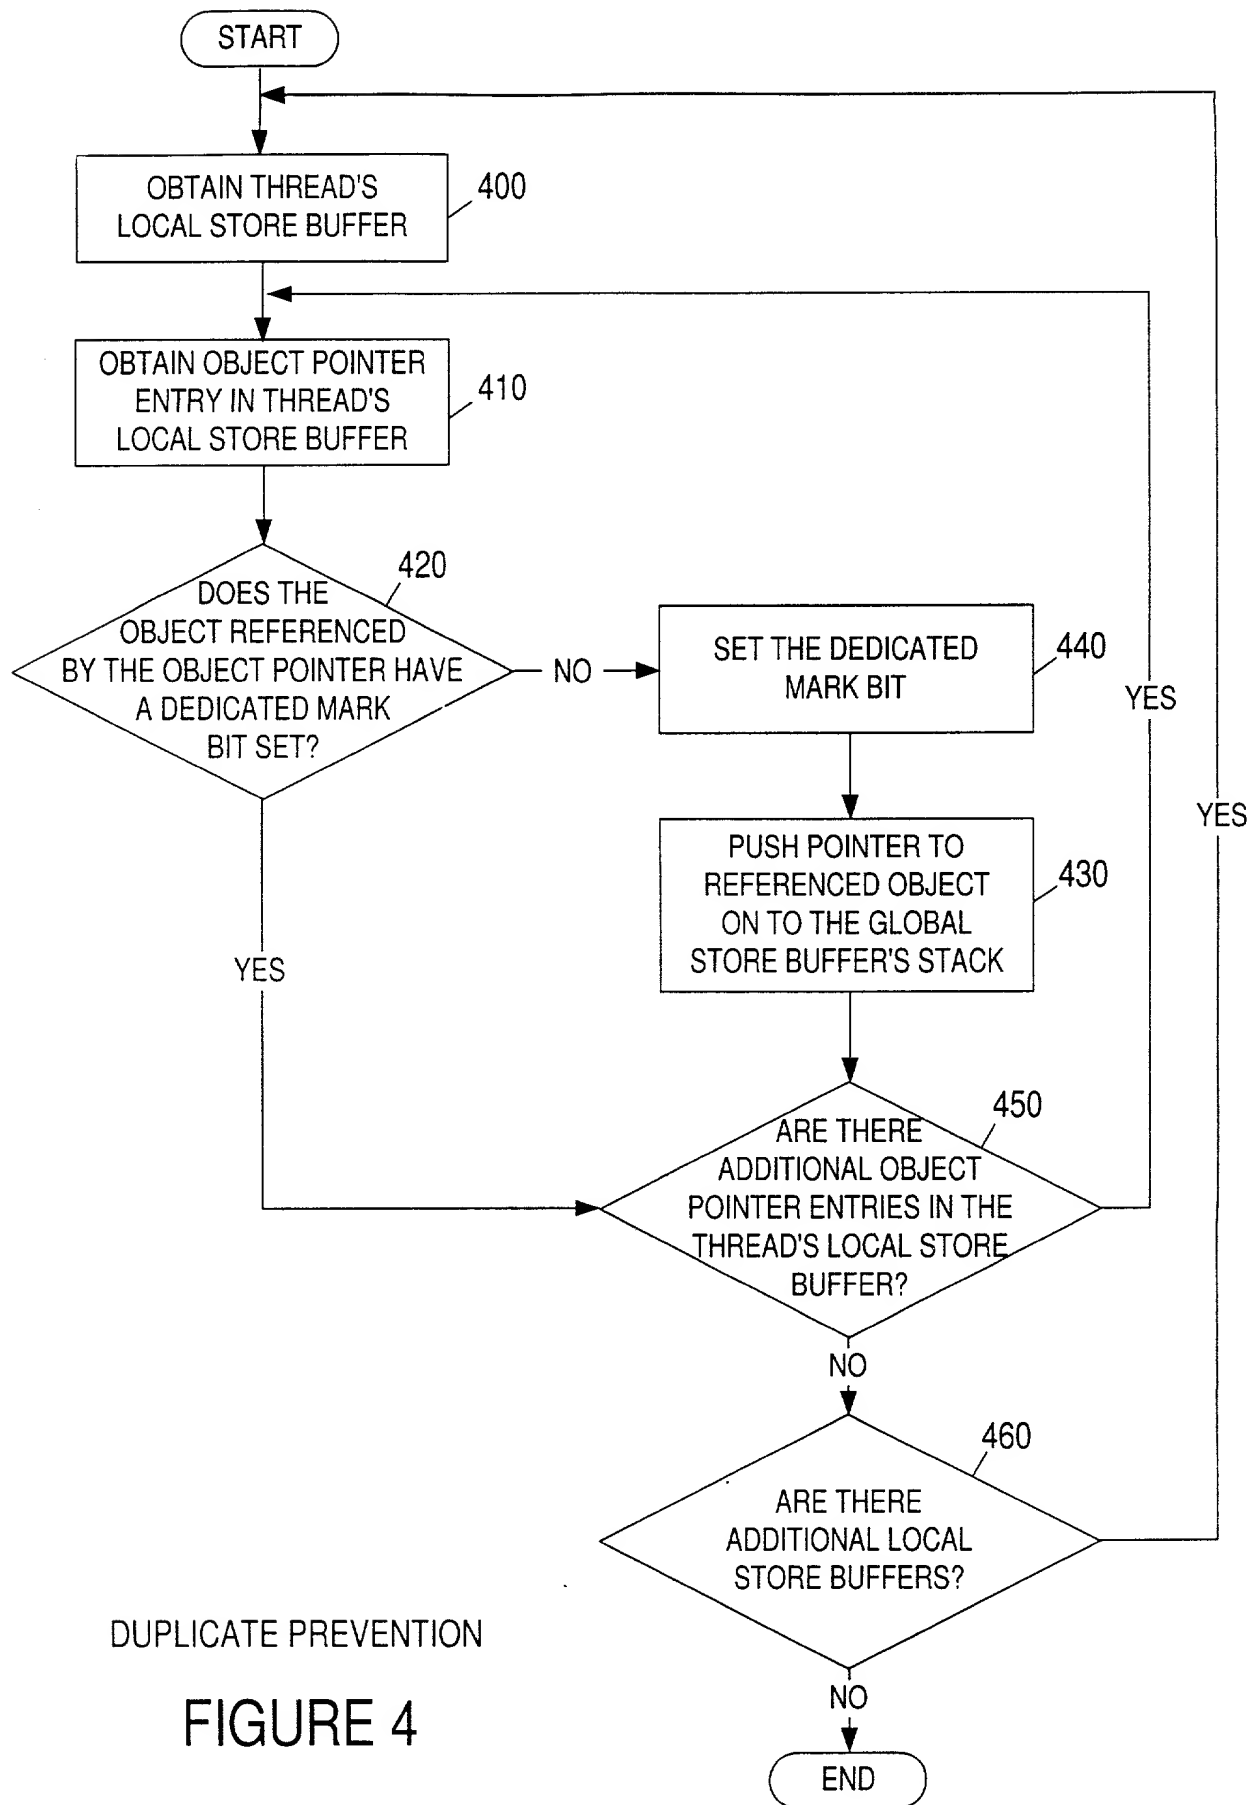 START
OBTAIN THREAD'S
LOCAL STORE BUFFER
400
OBTAIN OBJECT POINTER
ENTRY IN THREAD'S
LOCAL STORE BUFFER
410
DOES THE
OBJECT REFERENCED
BY THE OBJECT POINTER HAVE
A DEDICATED MARK
BIT SET?
420
NO
SET THE DEDICATED
MARK BIT
440
YES
YES
PUSH POINTER TO
REFERENCED OBJECT
ON TO THE GLOBAL
STORE BUFFER'S STACK
430
YES
ARE THERE
ADDITIONAL OBJECT
POINTER ENTRIES IN THE
THREAD'S LOCAL STORE
BUFFER?
450
NO
ARE THERE
ADDITIONAL LOCAL
STORE BUFFERS?
460
NO
END
DUPLICATE PREVENTION
FIGURE 4